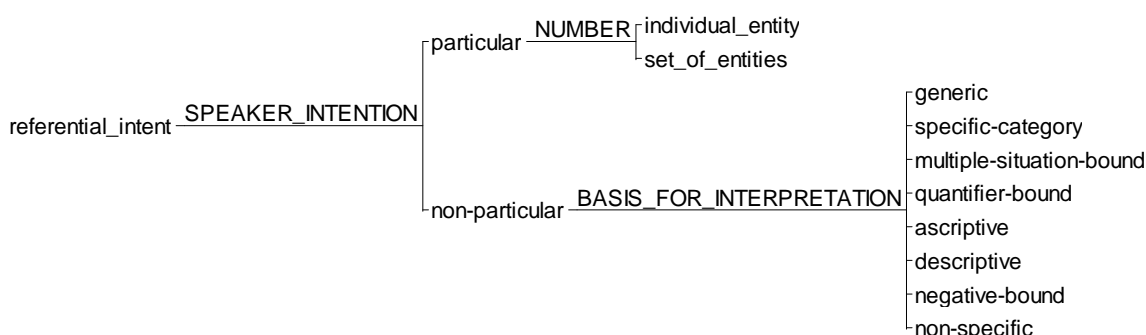 particular NUMBER individual_entity
set_of_entities
referential_intent SPEAKER_INTENTION
generic
specific-category
multiple-situation-bound
non-particular BASIS_FOR_INTERPRETATION quantifier-bound
ascriptive
descriptive
negative-bound
non-specific